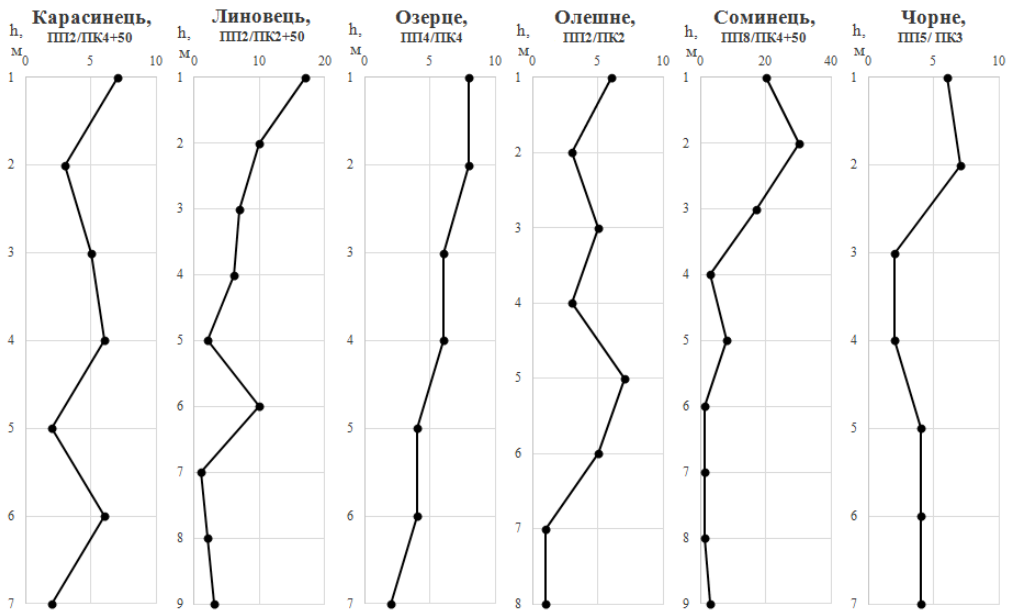 Карасинець,
ПП2/ПК4+50
h,
м
0 5 10
1
2
3
4
5
6
7
Линовець,
ПП2/ПК2+50
0 10 20
1
2
3
4
5
6
7
8
9
Озерце,
ПП4/ПК4
h,
м
0 5 10
1
2
3
4
5
6
7
Олешне,
ПП2/ПК2
h,
м
0 5 10
1
2
3
4
5
6
7
8
Соминець,
ПП8/ПК4+50
h,
м
0 20 40
1
2
3
4
5
6
7
8
9
Чорне,
ПП5/ ПК3
h,
м
0 5 10
1
2
3
4
5
6
7